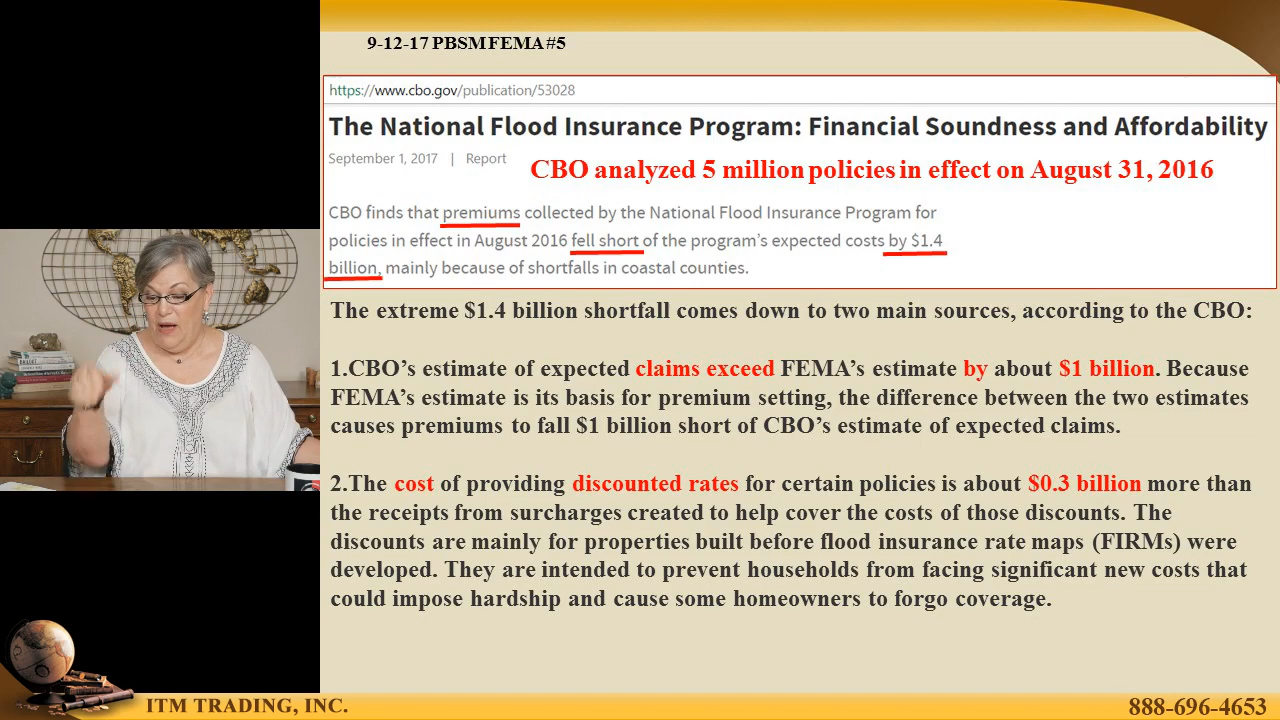 9-12-17 PBSM FEMA #5
https://www.cbo.gov/publication/53028
The National Flood Insurance Program: Financial Soundness and Affordability
September 1, 2017 | Report
CBO analyzed 5 million policies in effect on August 31, 2016
CBO finds that premiums collected by the National Flood Insurance Program for
policies in effect in August 2016 fell short of the program's expected costs by $1.4
billion, mainly because of shortfalls in coastal counties.
The extreme $1.4 billion shortfall comes down to two main sources, according to the CBO:
1.CBO's estimate of expected claims exceed FEMA's estimate by about $1 billion. Because
FEMA's estimate is its basis for premium setting, the difference between the two estimates
causes premiums to fall $1 billion short of CBO's estimate of expected claims.
2.The cost of providing discounted rates for certain policies is about $0.3 billion more than
the receipts from surcharges created to help cover the costs of those discounts. The
discounts are mainly for properties built before flood insurance rate maps (FIRMs) were
developed. They are intended to prevent households from facing significant new costs that
could impose hardship and cause some homeowners to forgo coverage.
ITM TRADING, INC.
888-696-4653